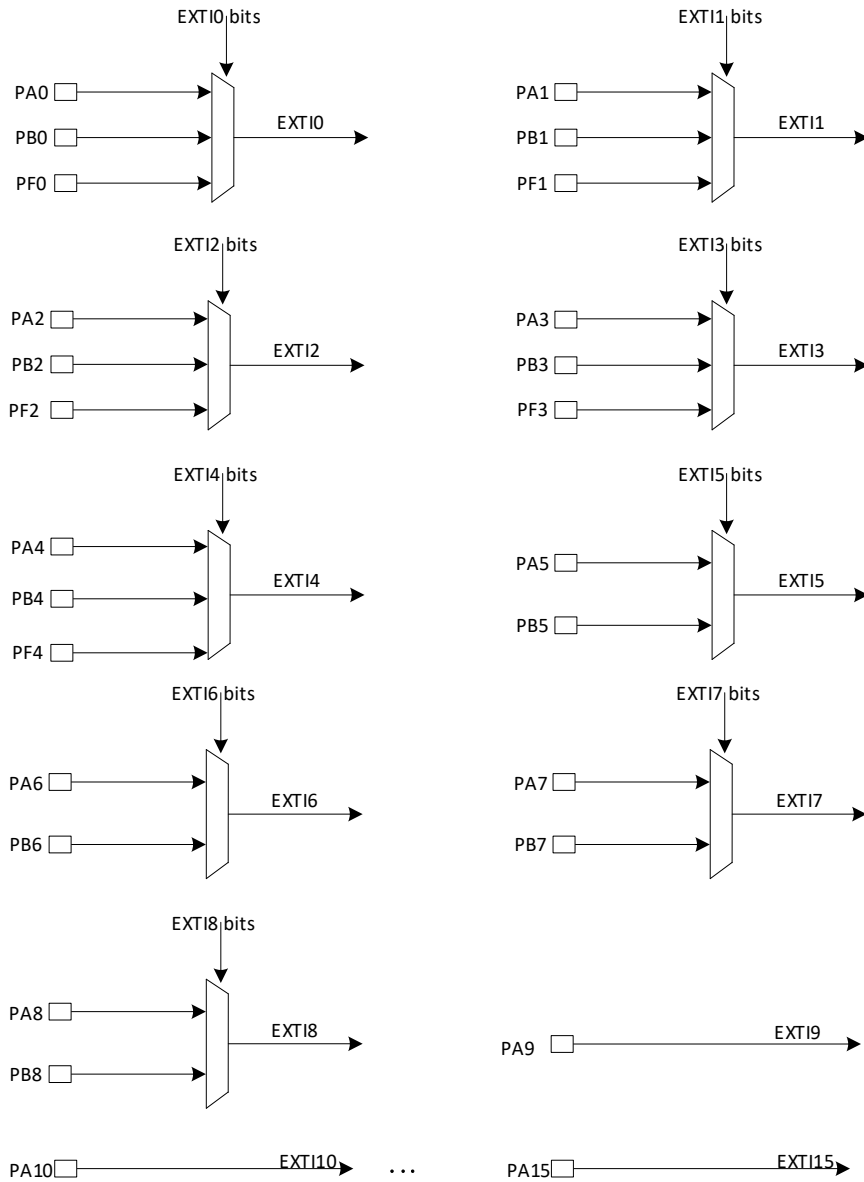 EXTI0 bits
PA0
PB0
EXTI0
PF0
EXTI1 bits
PA1
PB1
EXTI1
PF1
EXTI2 bits
PA2
PB2
EXTI2
PF2
EXTI3 bits
PA3
PB3
EXTI3
PF3
EXTI4 bits
PA4
PB4
EXTI4
PF4
EXTI5 bits
PA5
EXTI5
PB5
EXTI6 bits
PA6
EXTI6
PB6
EXTI7 bits
PA7
EXTI7
PB7
EXTI8 bits
PA8
EXTI8
PB8
PA9
EXTI9
PA10
EXTI10
...
PA15
EXTI15